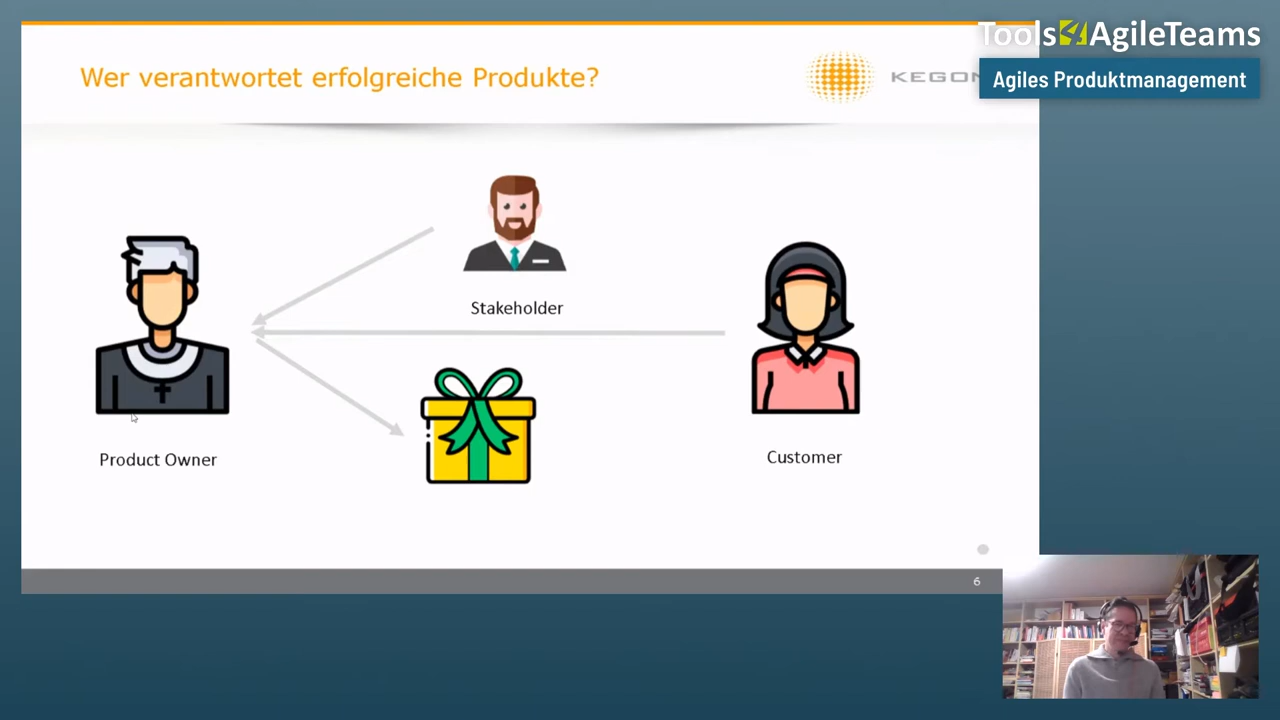 Tools4AgileTeams
Agiles Produktmanagement
Wer verantwortet erfolgreiche Produkte?
KEGON
Stakeholder
Product Owner
Customer
6